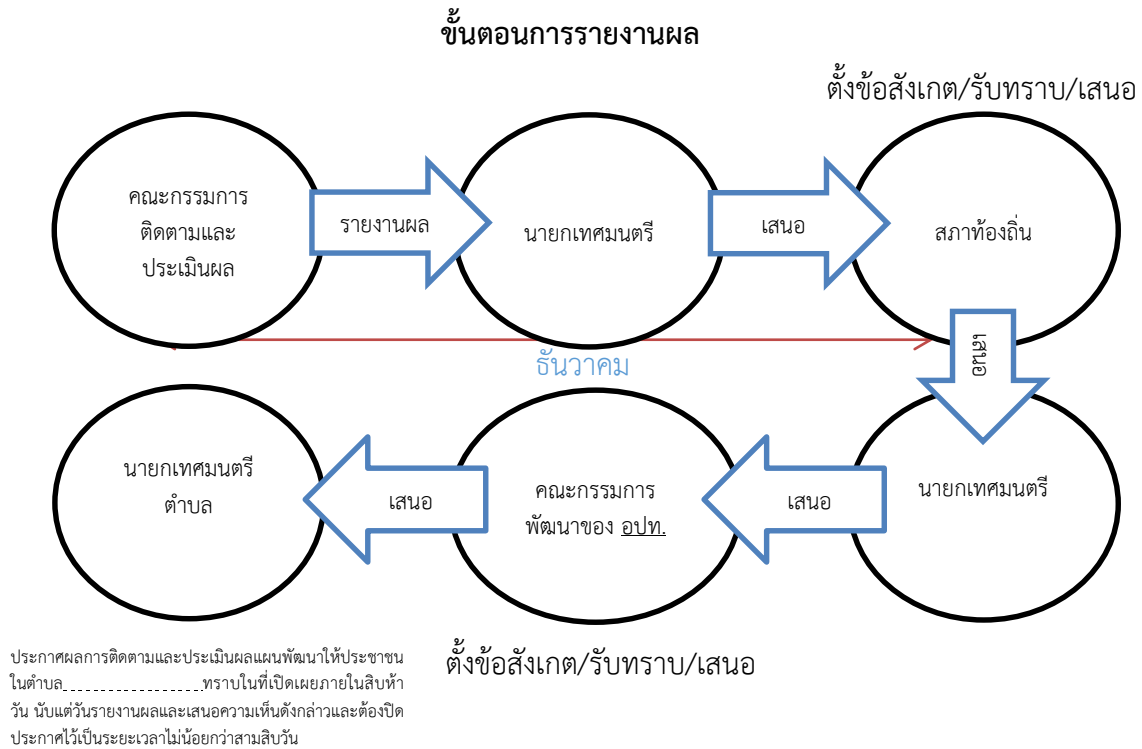 ขั้นตอนการรายงานผล
ตั้งข้อสังเกต/รับทราบ/เสนอ
คณะกรรมการ
ติดตามและ
ประเมินผล
รายงานผล
นายกเทศมนตรี
เสนอ
สภาท้องถิ่น
ธันวาคม
เสนอ
นายกเทศมนตรี
ตำบล
เสนอ
คณะกรรมการ
พัฒนาของ อปท.
เสนอ
นายกเทศมนตรี
ประกาศผลการติดตามและประเมินผลแผนพัฒนาให้ประชาชน
ในตำบล....................ทราบในที่เปิดเผยภายในสิบห้า
วัน นับแต่วันรายงานผลและเสนอความเห็นดังกล่าวและต้องปิด
ประกาศไว้เป็นระยะเวลาไม่น้อยกว่าสามสิบวัน
ตั้งข้อสังเกต/รับทราบ/เสนอ